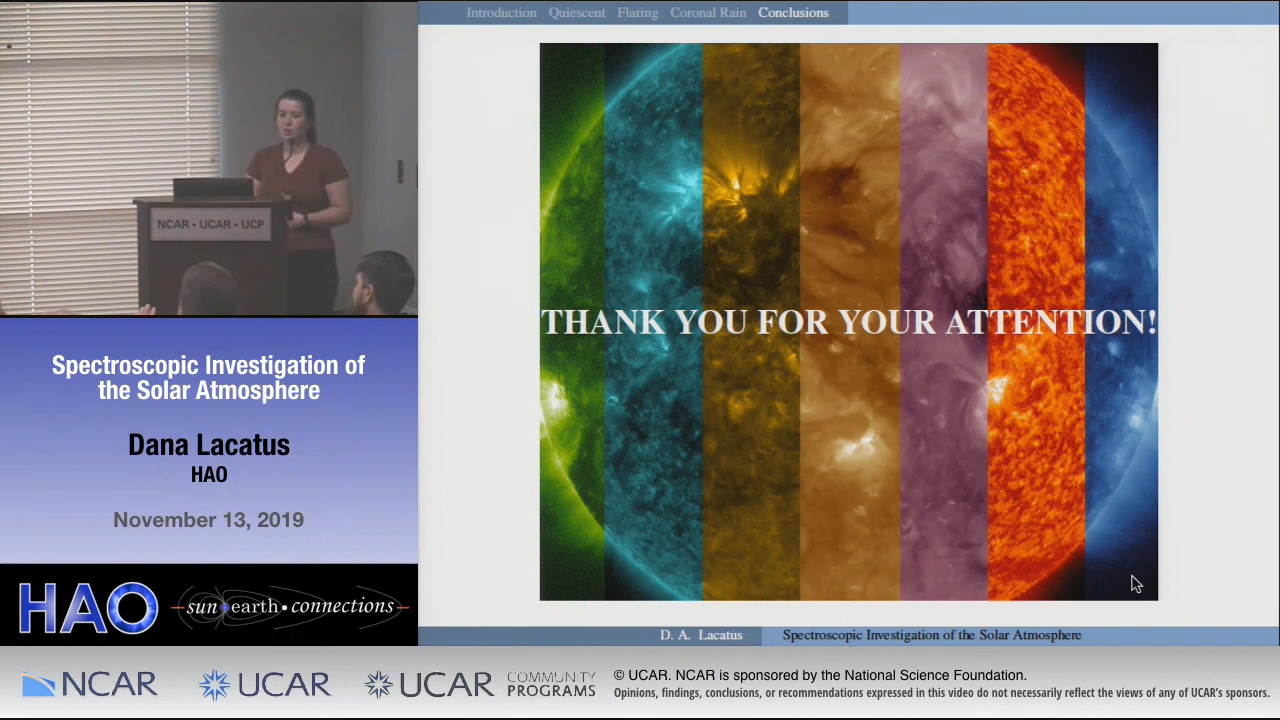 Introduction Quiescent Flaring Coronal Rain Conclusions
NCAR • UCAR • UCP
THANK YOU FOR YOUR ATTENTION!
Spectroscopic Investigation of
the Solar Atmosphere
Dana Lacatus
HAO
November 13, 2019
HAO
sun•earth•connections
D. A. Lacatus
Spectroscopic Investigation of the Solar Atmosphere
NCAR
UCAR
UCAR
COMMUNITY
PROGRAMS
© UCAR. NCAR is sponsored by the National Science Foundation.
Opinions, findings, conclusions, or recommendations expressed in this video do not necessarily reflect the views of any of UCAR's sponsors.